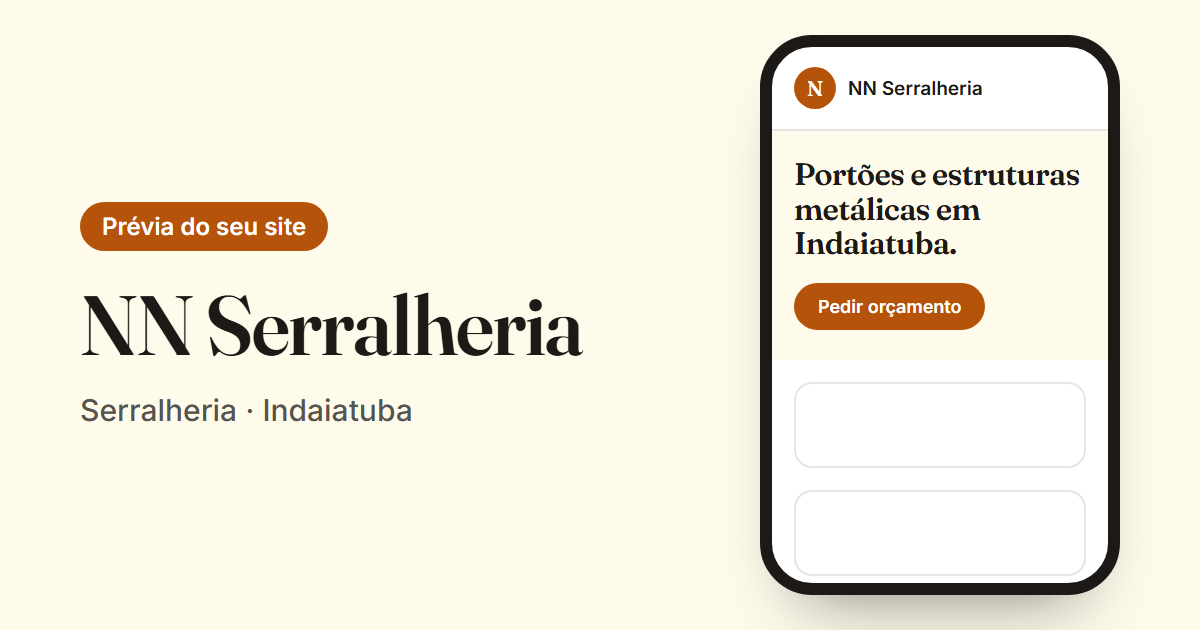 Prévia do seu site
NN Serralheria
Serralheria · Indaiatuba
N
NN Serralheria
Portões e estruturas
metálicas em
Indaiatuba.
Pedir orçamento